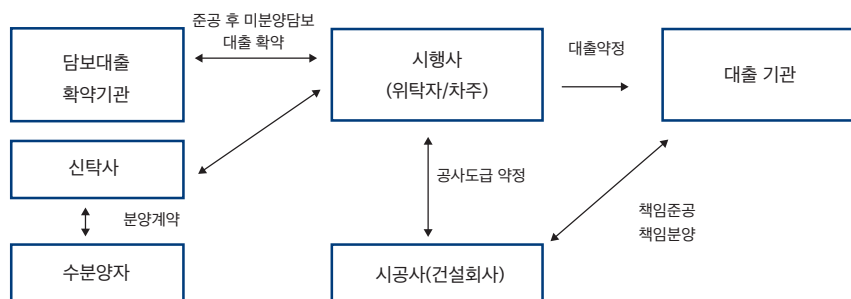 준공 후 미분양담보
대출 확약
담보대출
확약기관
시행사
(위탁자/차주)
대출약정
대출 기관
신탁사
공사도급 약정
분양계약
책임준공
책임분양
수분양자
시공사(건설회사)